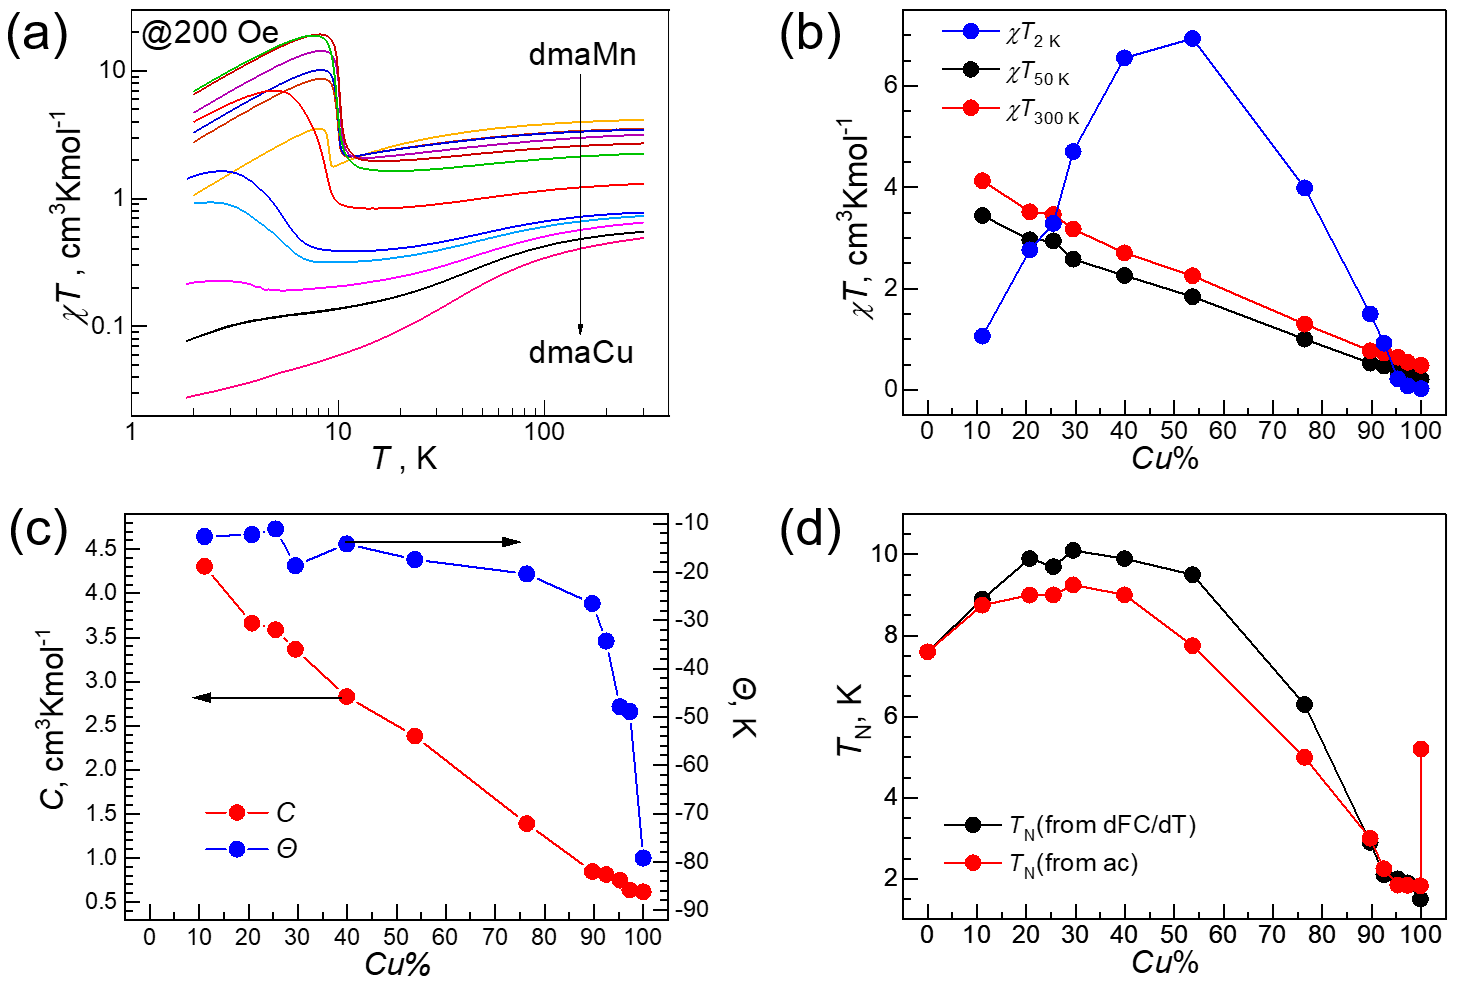 (a)
@200 Oe
dmaMn
dmaCu
χT , cm³Kmol⁻¹
10
1
0.1
1
10
100
T , K
(b)
χT₂ K
χT₅₀ K
χT₃₀₀ K
χT, cm³Kmol⁻¹
6
4
2
0
0 10 20 30 40 50 60 70 80 90 100
Cu%
(c)
C, cm³Kmol⁻¹
4.5
4.0
3.5
3.0
2.5
2.0
1.5
1.0
0.5
C
Θ
-10
-20
-30
-40
-50
-60
-70
-80
-90
Θ, K
0 10 20 30 40 50 60 70 80 90 100
Cu%
(d)
T_N, K
10
8
6
4
2
T_N(from dFC/dT)
T_N(from ac)
0 10 20 30 40 50 60 70 80 90 100
Cu%